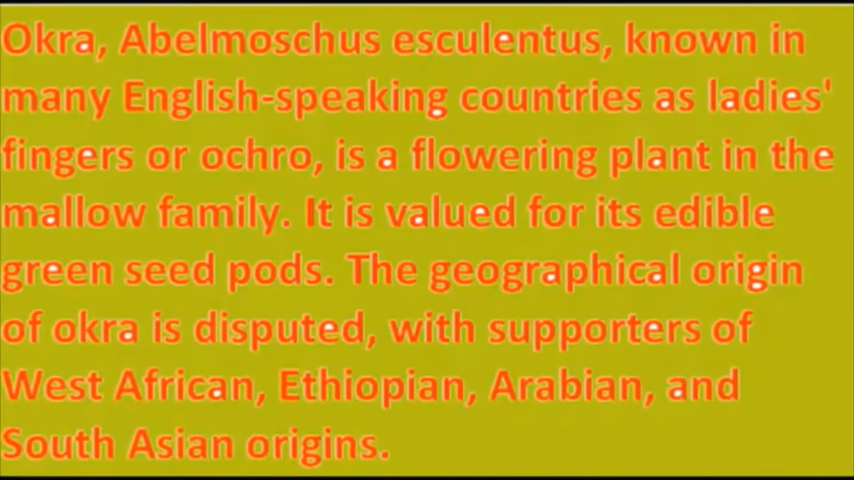 Okra, Abelmoschus esculentus, known in
many English-speaking countries as ladies'
fingers or ochro, is a flowering plant in the
mallow family. It is valued for its edible
green seed pods. The geographical origin
of okra is disputed, with supporters of
West African, Ethiopian, Arabian, and
South Asian origins.